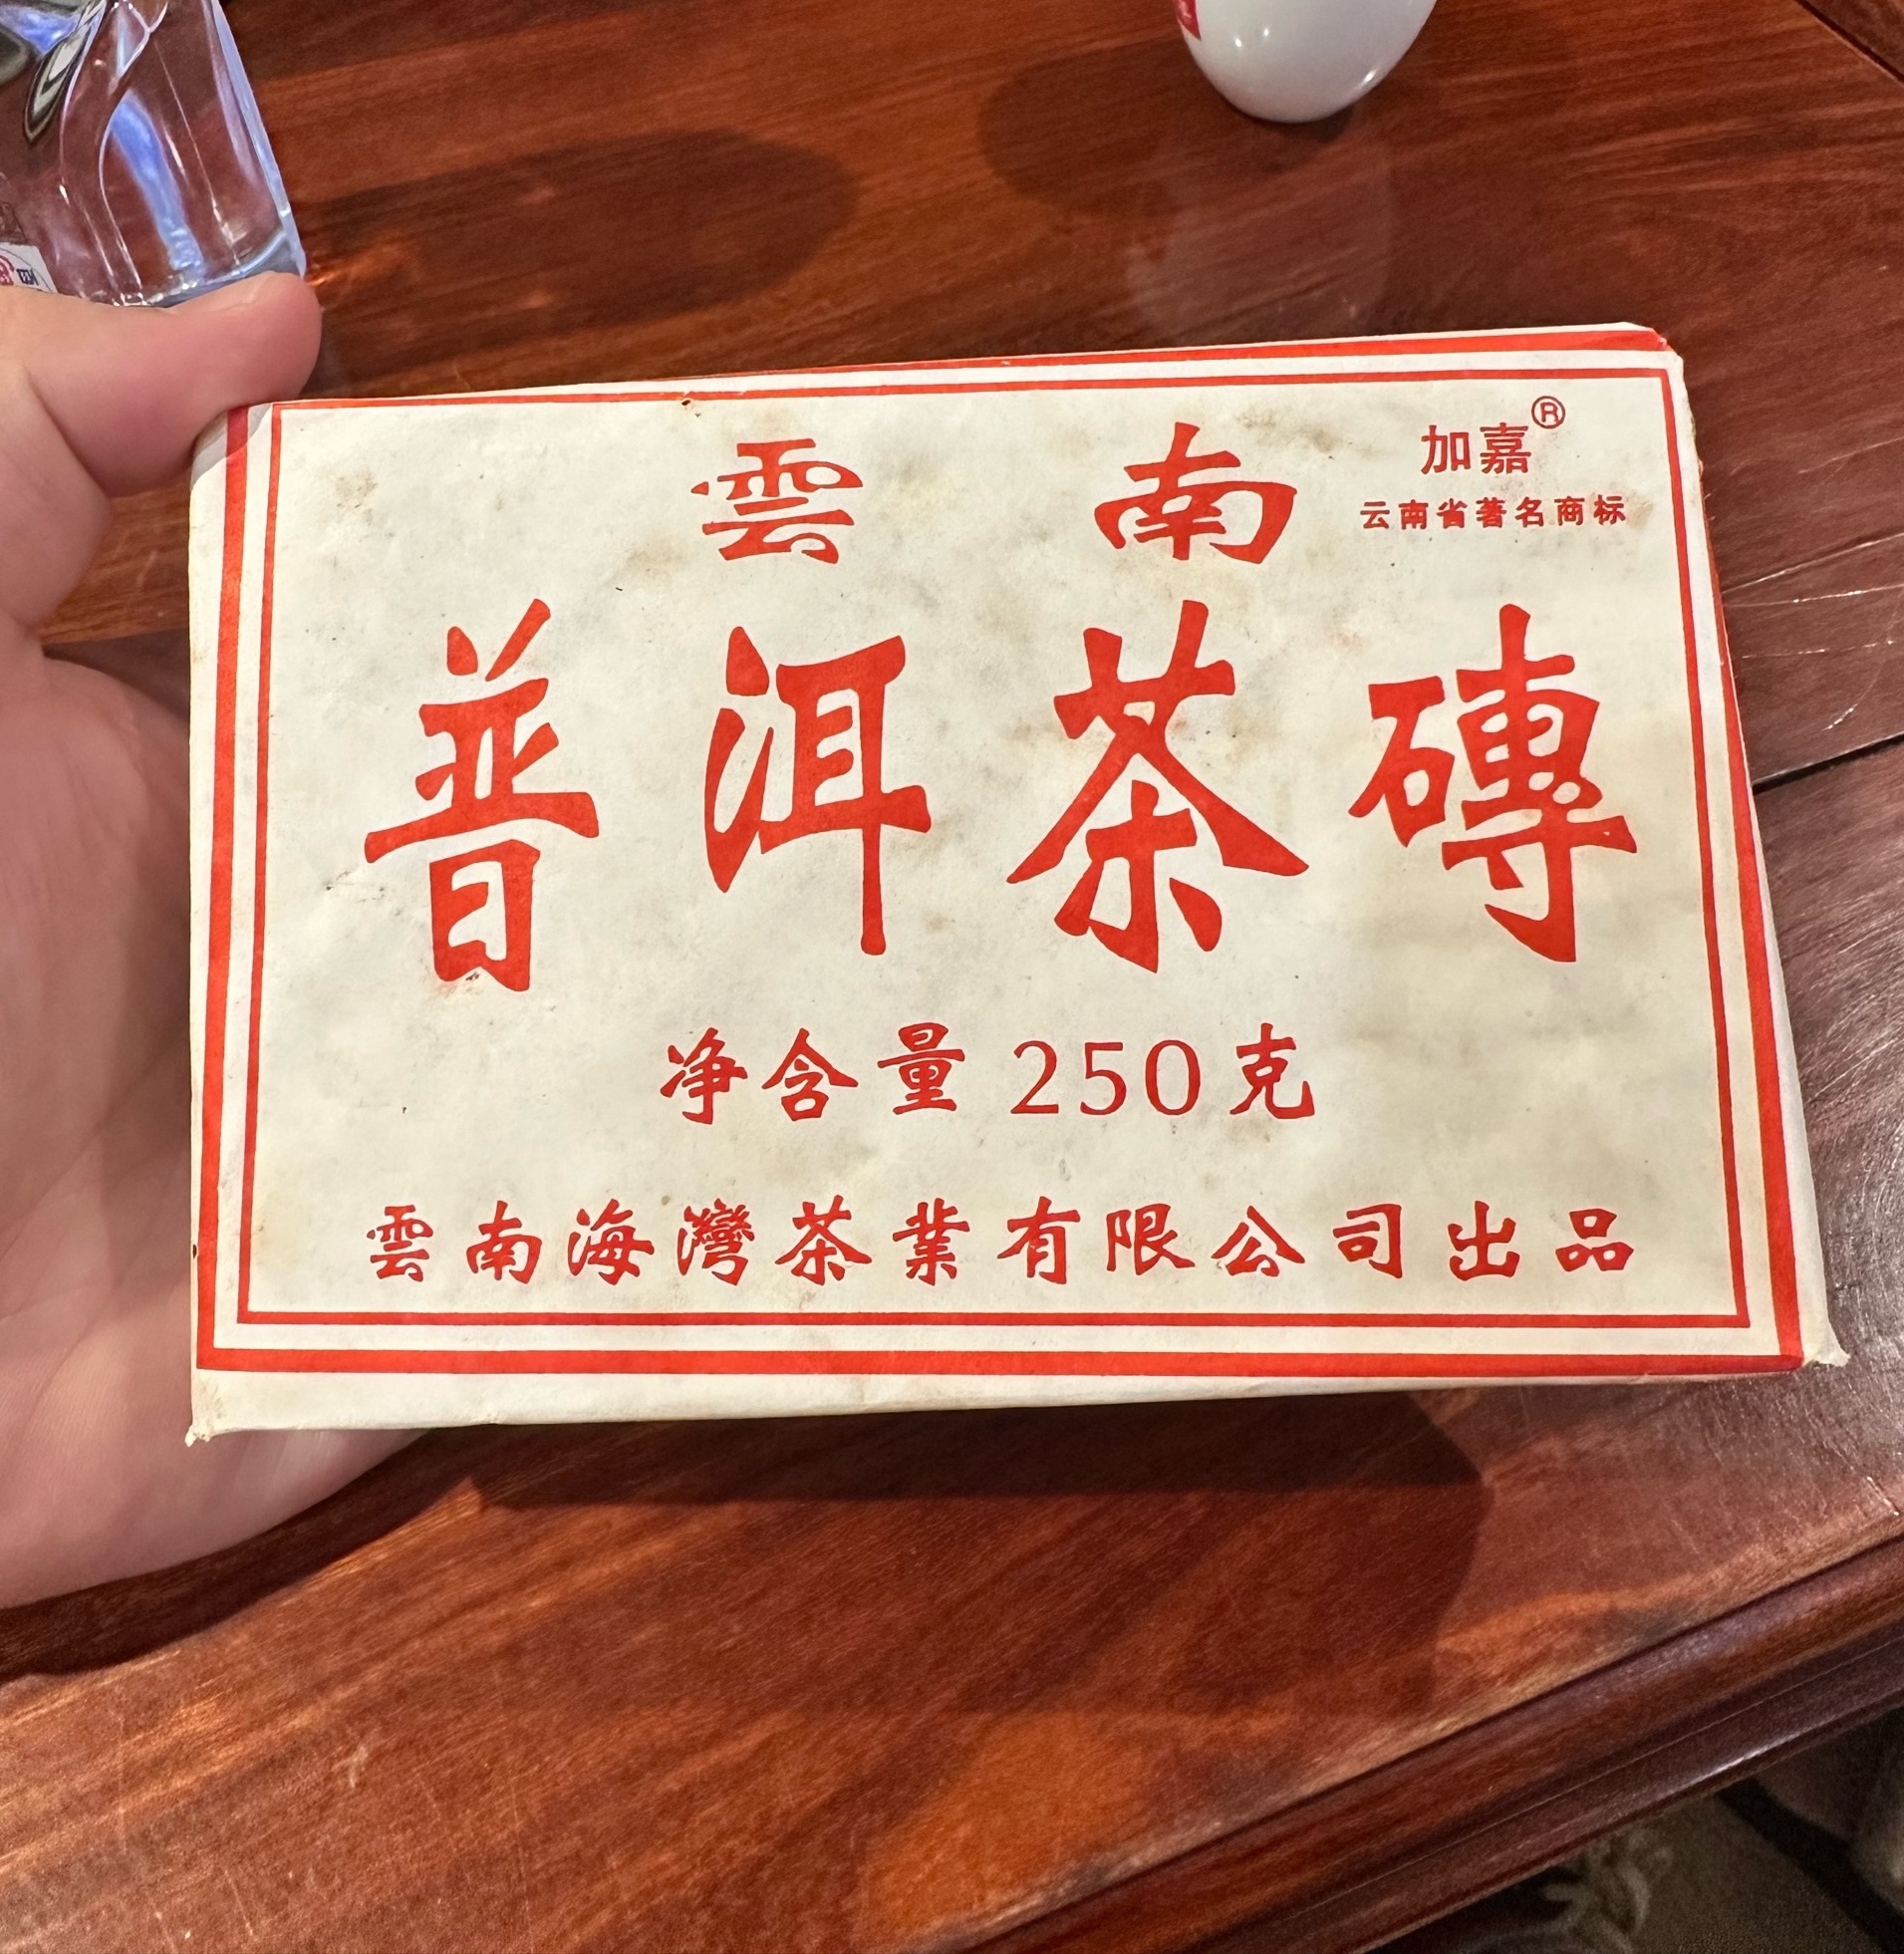 加嘉®
云南省著名商标
雲南
普洱茶磚
净含量250克
雲南海灣茶業有限公司出品